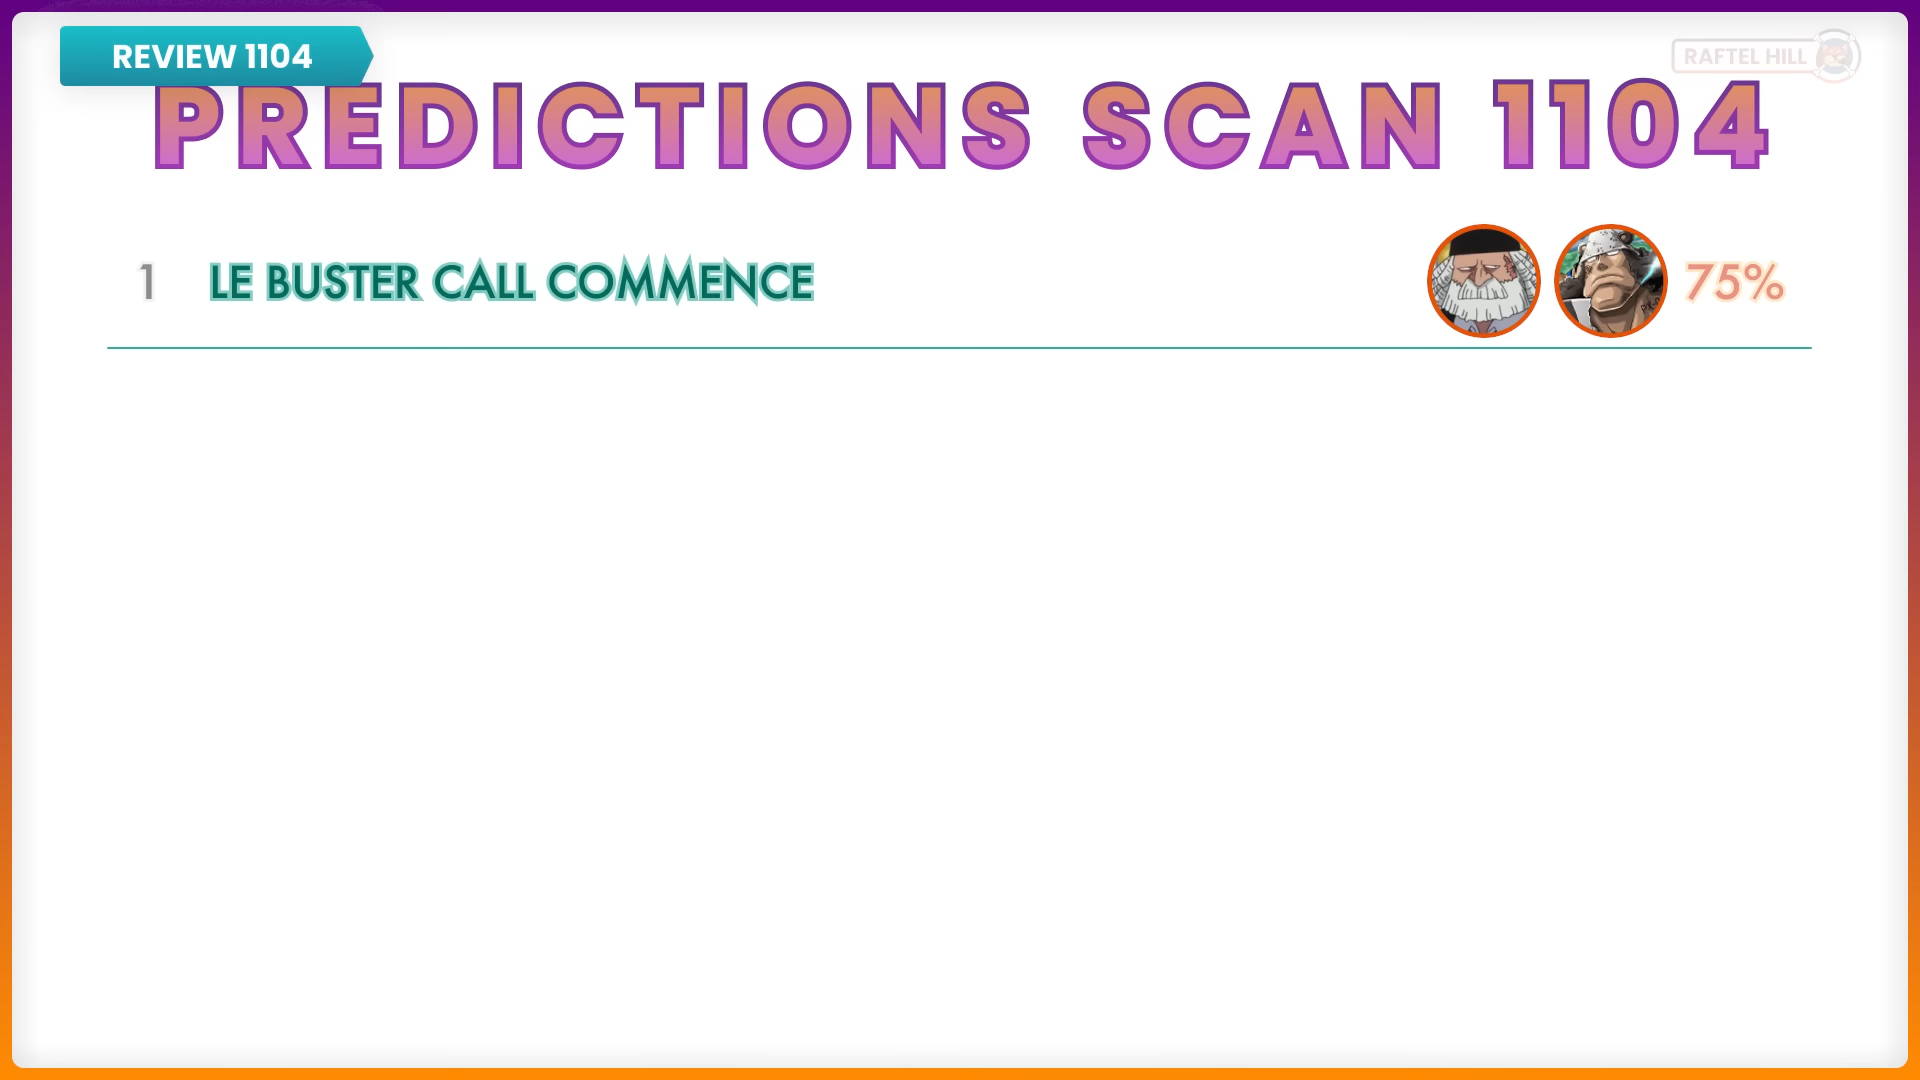 REVIEW 1104
RAFTEL HILL
PREDICTIONS SCAN 1104
1 LE BUSTER CALL COMMENCE 75%